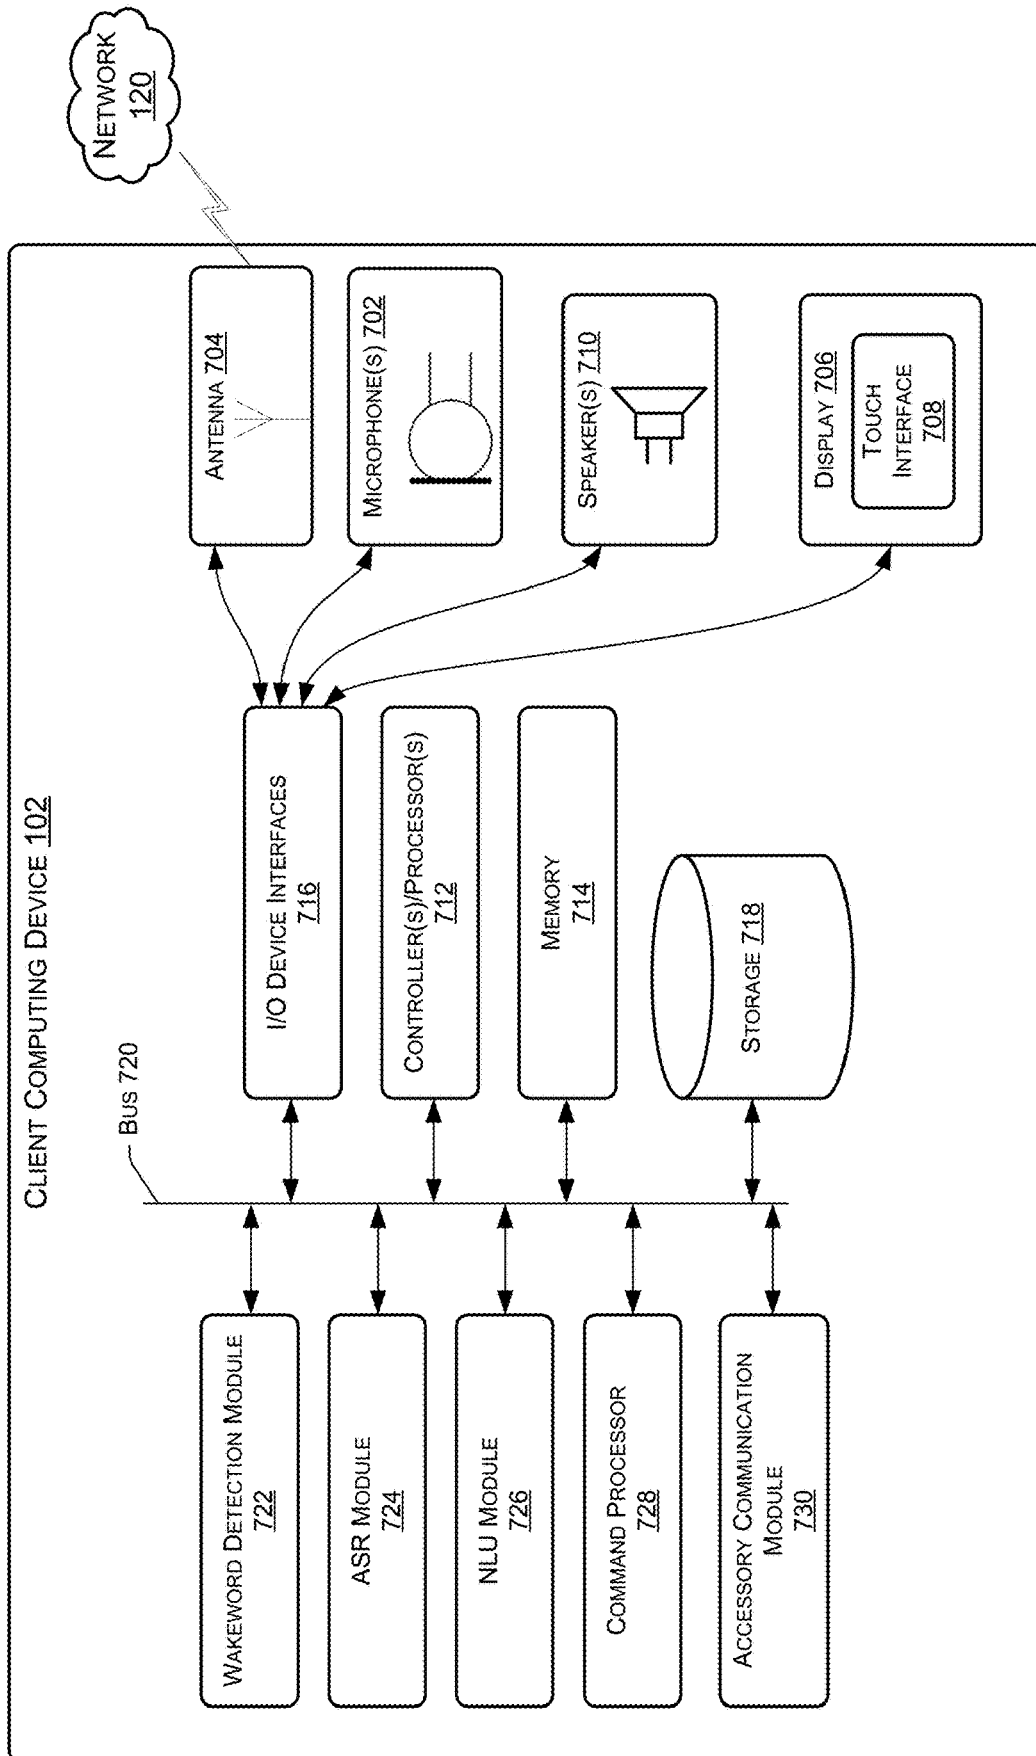 CLIENT COMPUTING DEVICE 102
BUS 720
WAKEWORD DETECTION MODULE
722
ASR MODULE
724
NLU MODULE
726
COMMAND PROCESSOR
728
ACCESSORY COMMUNICATION
MODULE
730
I/O DEVICE INTERFACES
716
CONTROLLER(S)/PROCESSOR(S)
712
MEMORY
714
STORAGE 718
ANTENNA 704
MICROPHONE(S) 702
SPEAKER(S) 710
DISPLAY 706
TOUCH
INTERFACE
708
NETWORK
120